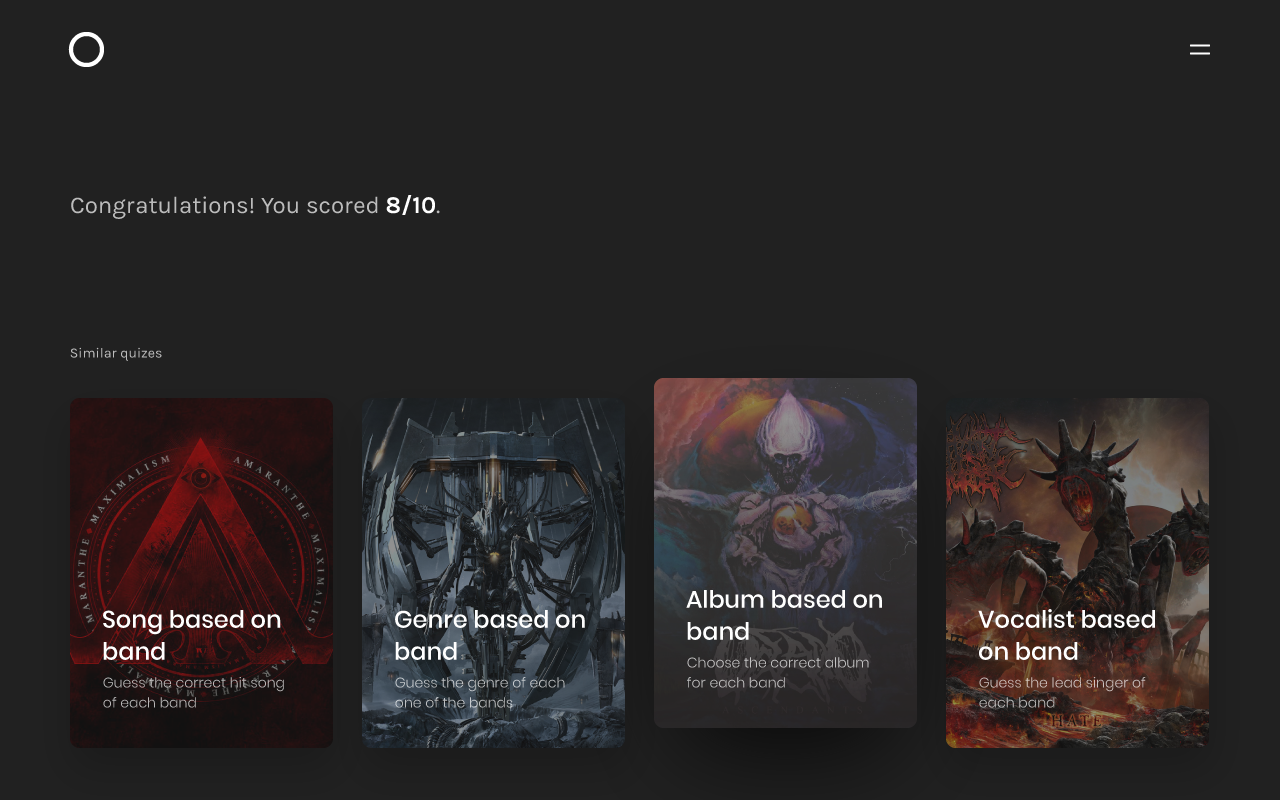 Congratulations! You scored 8/10.
Similar quizes
AMARANTHE MAXIMALISM
Song based on
band
Guess the correct hit song
of each band
Genre based on
band
Guess the genre of each
one of the bands
Album based on
band
Choose the correct album
for each band
Vocalist based
on band
Guess the lead singer of
each band
HATE